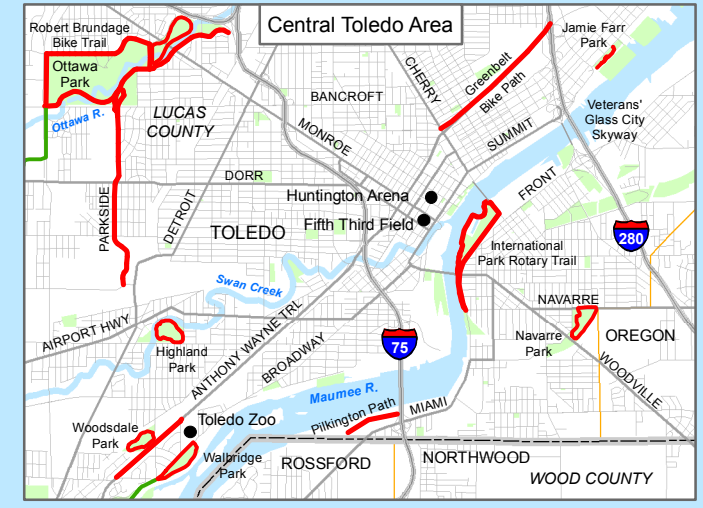 Central Toledo Area
Robert Brundage
Bike Trail
Ottawa
Park
Ottawa R.
LUCAS
COUNTY
BANCROFT
MONROE
CHERRY
Greenbelt
Bike Path
Jamie Farr
Park
SUMMIT
Veterans'
Glass City
Skyway
DORR
PARKSIDE
DETROIT
TOLEDO
Huntington Arena
Fifth Third Field
FRONT
280
International
Park Rotary Trail
Swan Creek
AIRPORT HWY
Highland
Park
ANTHONY WAYNE TRL
BROADWAY
75
NAVARRE
Navarre
Park
OREGON
WOODVILLE
Maumee R.
Pilkington Path
MIAMI
Woodsdale
Park
Toledo Zoo
Walbridge
Park
ROSSFORD
NORTHWOOD
WOOD COUNTY